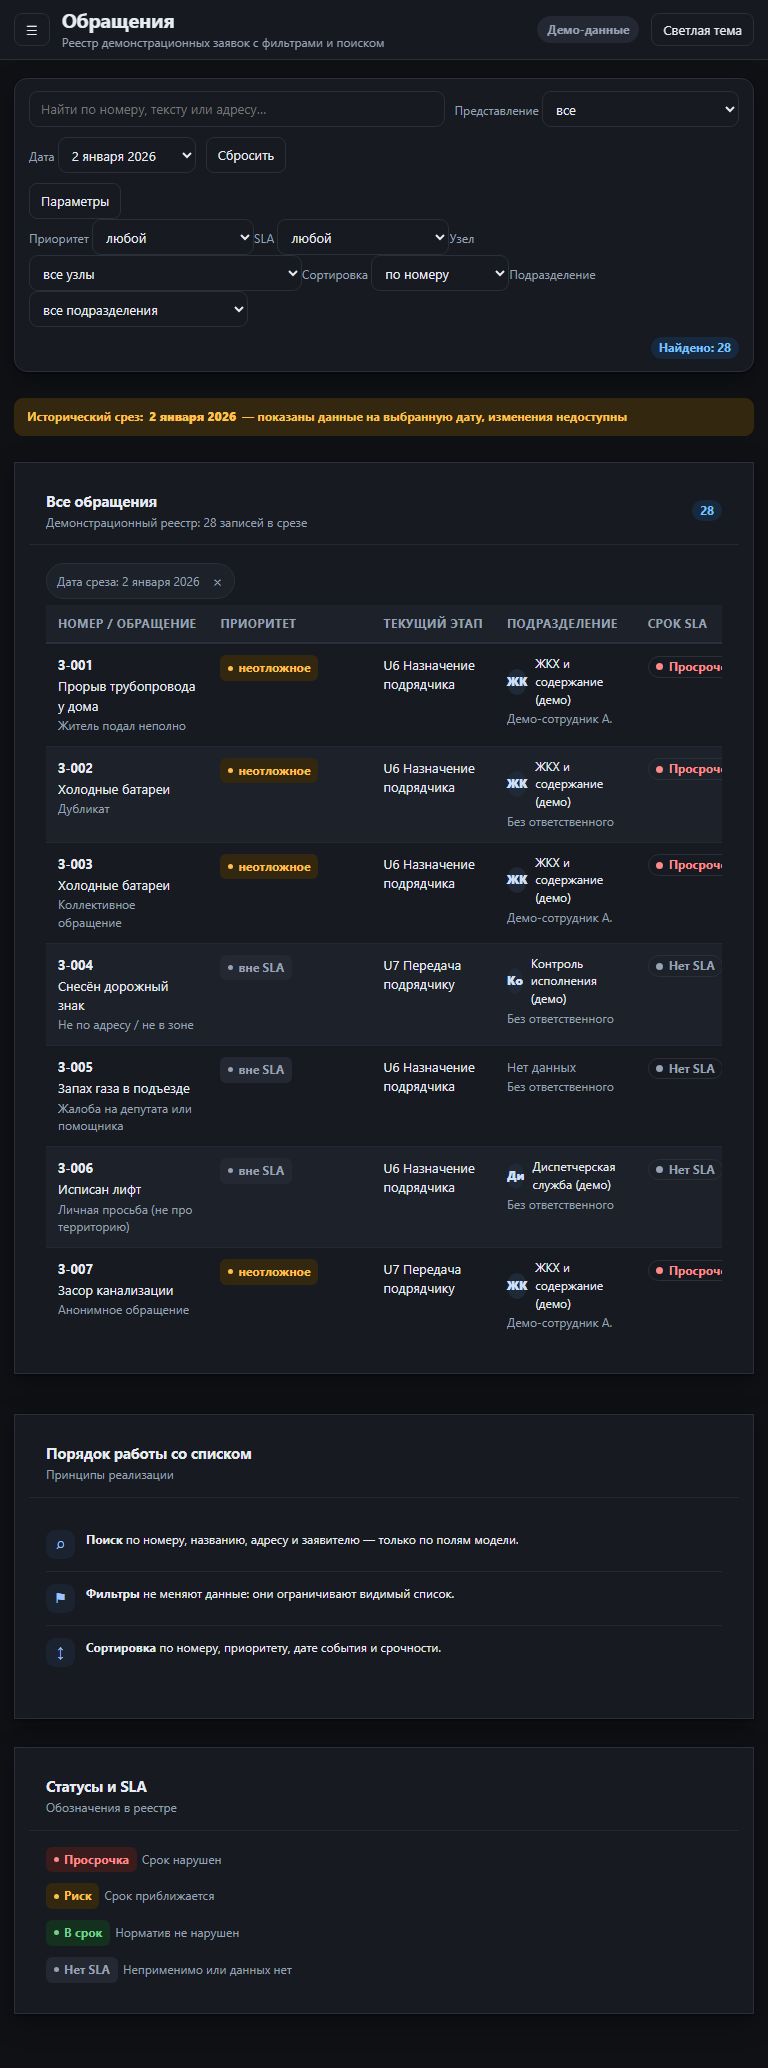 ☰
Обращения
Реестр демонстрационных заявок с фильтрами и поиском
Демо-данные
Светлая тема
Найти по номеру, тексту или адресу...
Представление все
Дата 2 января 2026 Сбросить
Параметры
Приоритет любой SLA любой Узел
все узлы Сортировка по номеру Подразделение
все подразделения
Найдено: 28
Исторический срез: 2 января 2026 — показаны данные на выбранную дату, изменения недоступны
Все обращения
Демонстрационный реестр: 28 записей в срезе
28
Дата среза: 2 января 2026 ×
НОМЕР / ОБРАЩЕНИЕ ПРИОРИТЕТ ТЕКУЩИЙ ЭТАП ПОДРАЗДЕЛЕНИЕ СРОК SLA
З-001
Прорыв трубопровода
у дома
Житель подал неполно
неотложное
U6 Назначение
подрядчика
ЖК
ЖКХ и
содержание
(демо)
Демо-сотрудник А.
Просроч
З-002
Холодные батареи
Дубликат
неотложное
U6 Назначение
подрядчика
ЖК
ЖКХ и
содержание
(демо)
Без ответственного
Просроч
З-003
Холодные батареи
Коллективное
обращение
неотложное
U6 Назначение
подрядчика
ЖК
ЖКХ и
содержание
(демо)
Демо-сотрудник А.
Просроч
З-004
Снесён дорожный
знак
Не по адресу / не в зоне
вне SLA
U7 Передача
подрядчику
Ко
Контроль
исполнения
(демо)
Без ответственного
Нет SLA
З-005
Запах газа в подъезде
Жалоба на депутата или
помощника
вне SLA
U6 Назначение
подрядчика
Нет данных
Без ответственного
Нет SLA
З-006
Исписан лифт
Личная просьба (не про
территорию)
вне SLA
U6 Назначение
подрядчика
Ди
Диспетчерская
служба (демо)
Без ответственного
Нет SLA
З-007
Засор канализации
Анонимное обращение
неотложное
U7 Передача
подрядчику
ЖК
ЖКХ и
содержание
(демо)
Демо-сотрудник А.
Просроч
Порядок работы со списком
Принципы реализации
Поиск по номеру, названию, адресу и заявителю — только по полям модели.
Фильтры не меняют данные: они ограничивают видимый список.
Сортировка по номеру, приоритету, дате события и срочности.
Статусы и SLA
Обозначения в реестре
Просрочка Срок нарушен
Риск Срок приближается
В срок Норматив не нарушен
Нет SLA Неприменимо или данных нет